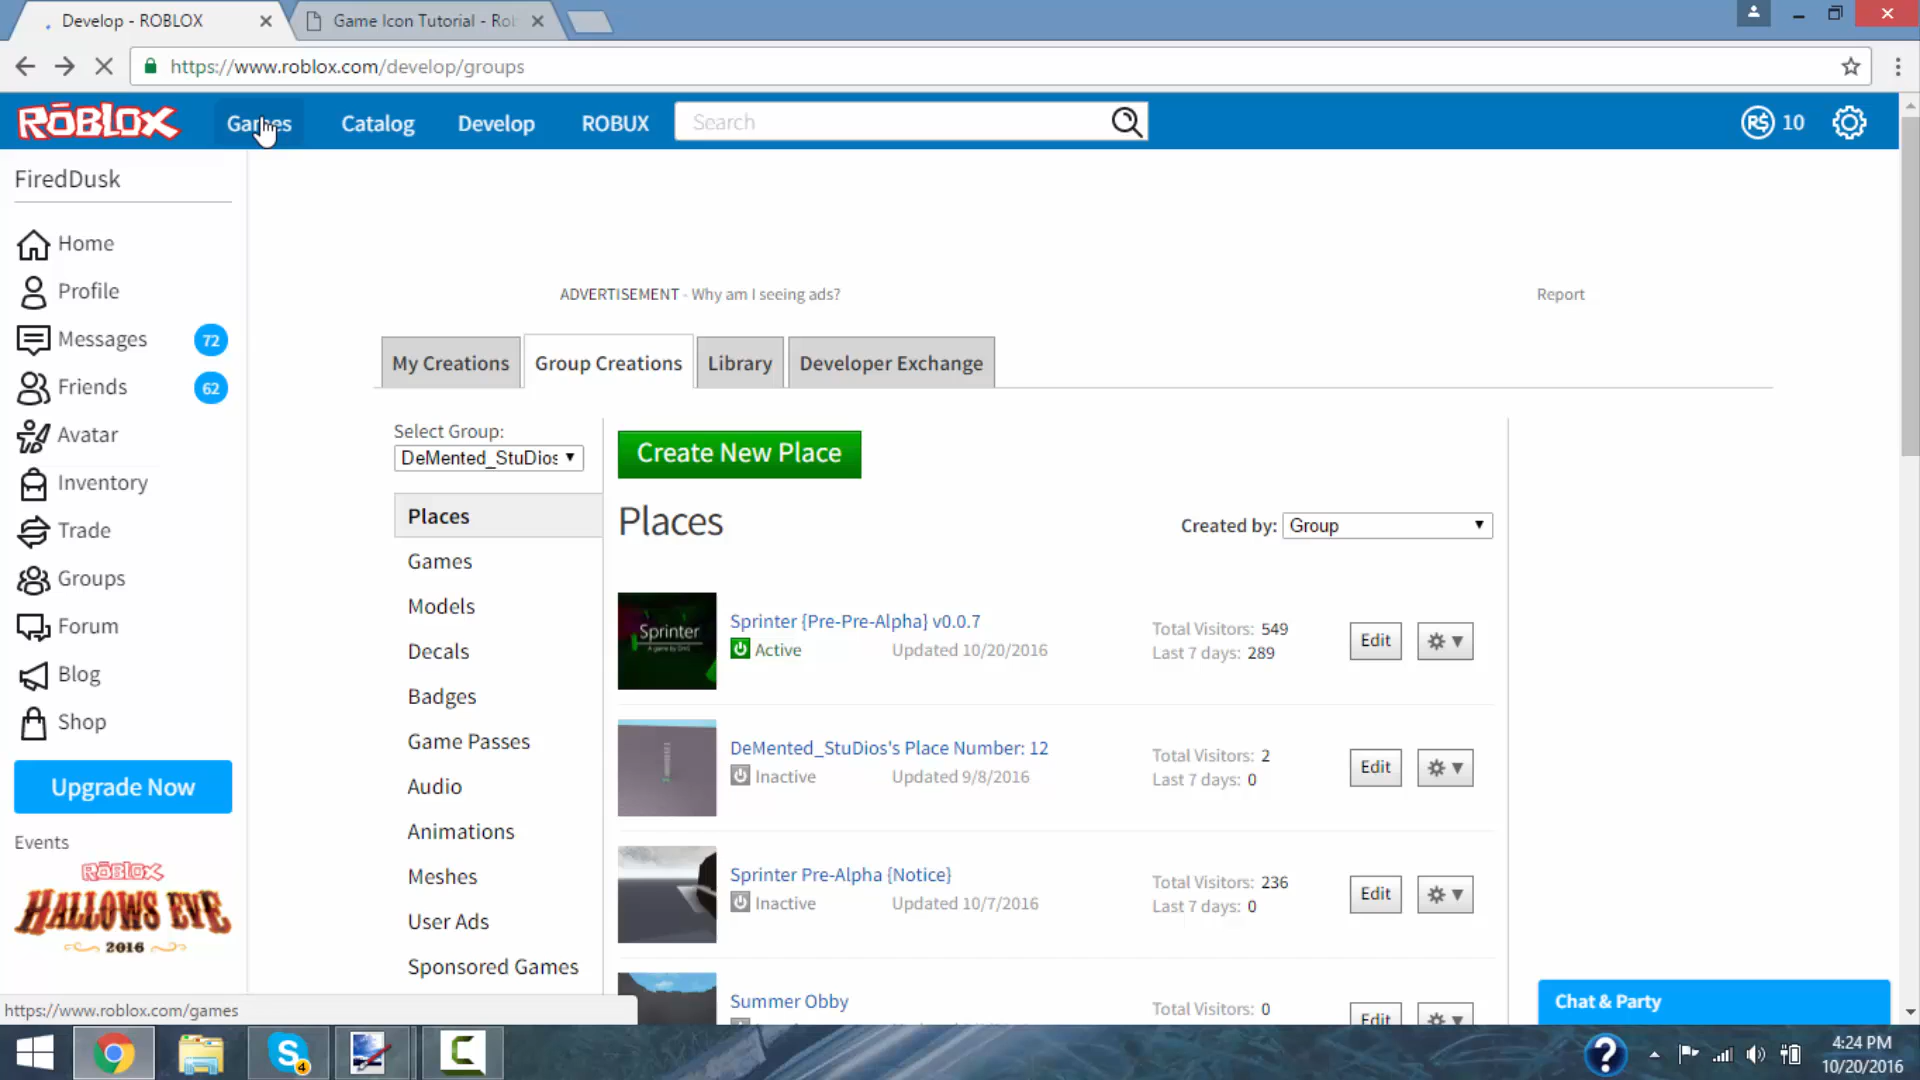 Develop - ROBLOX
Game Icon Tutorial - Rob
https://www.roblox.com/develop/groups
ROBLOX
Games
Catalog
Develop
ROBUX
Search
R$ 10
FiredDusk
Home
Profile
Messages 72
Friends 62
Avatar
Inventory
Trade
Groups
Forum
Blog
Shop
Upgrade Now
Events
ROBLOX
HALLOWS EVE
2016
ADVERTISEMENT - Why am I seeing ads?
Report
My Creations
Group Creations
Library
Developer Exchange
Select Group:
DeMented_StuDios
Places
Games
Models
Decals
Badges
Game Passes
Audio
Animations
Meshes
User Ads
Sponsored Games
Create New Place
Places
Created by: Group
Sprinter
Sprinter {Pre-Pre-Alpha} v0.0.7
Active
Updated 10/20/2016
Total Visitors: 549
Last 7 days: 289
Edit
DeMented_StuDios's Place Number: 12
Inactive
Updated 9/8/2016
Total Visitors: 2
Last 7 days: 0
Edit
Sprinter Pre-Alpha {Notice}
Inactive
Updated 10/7/2016
Total Visitors: 236
Last 7 days: 0
Edit
Summer Obby
Total Visitors: 0
Edit
Chat & Party
https://www.roblox.com/games
4
4:24 PM
10/20/2016